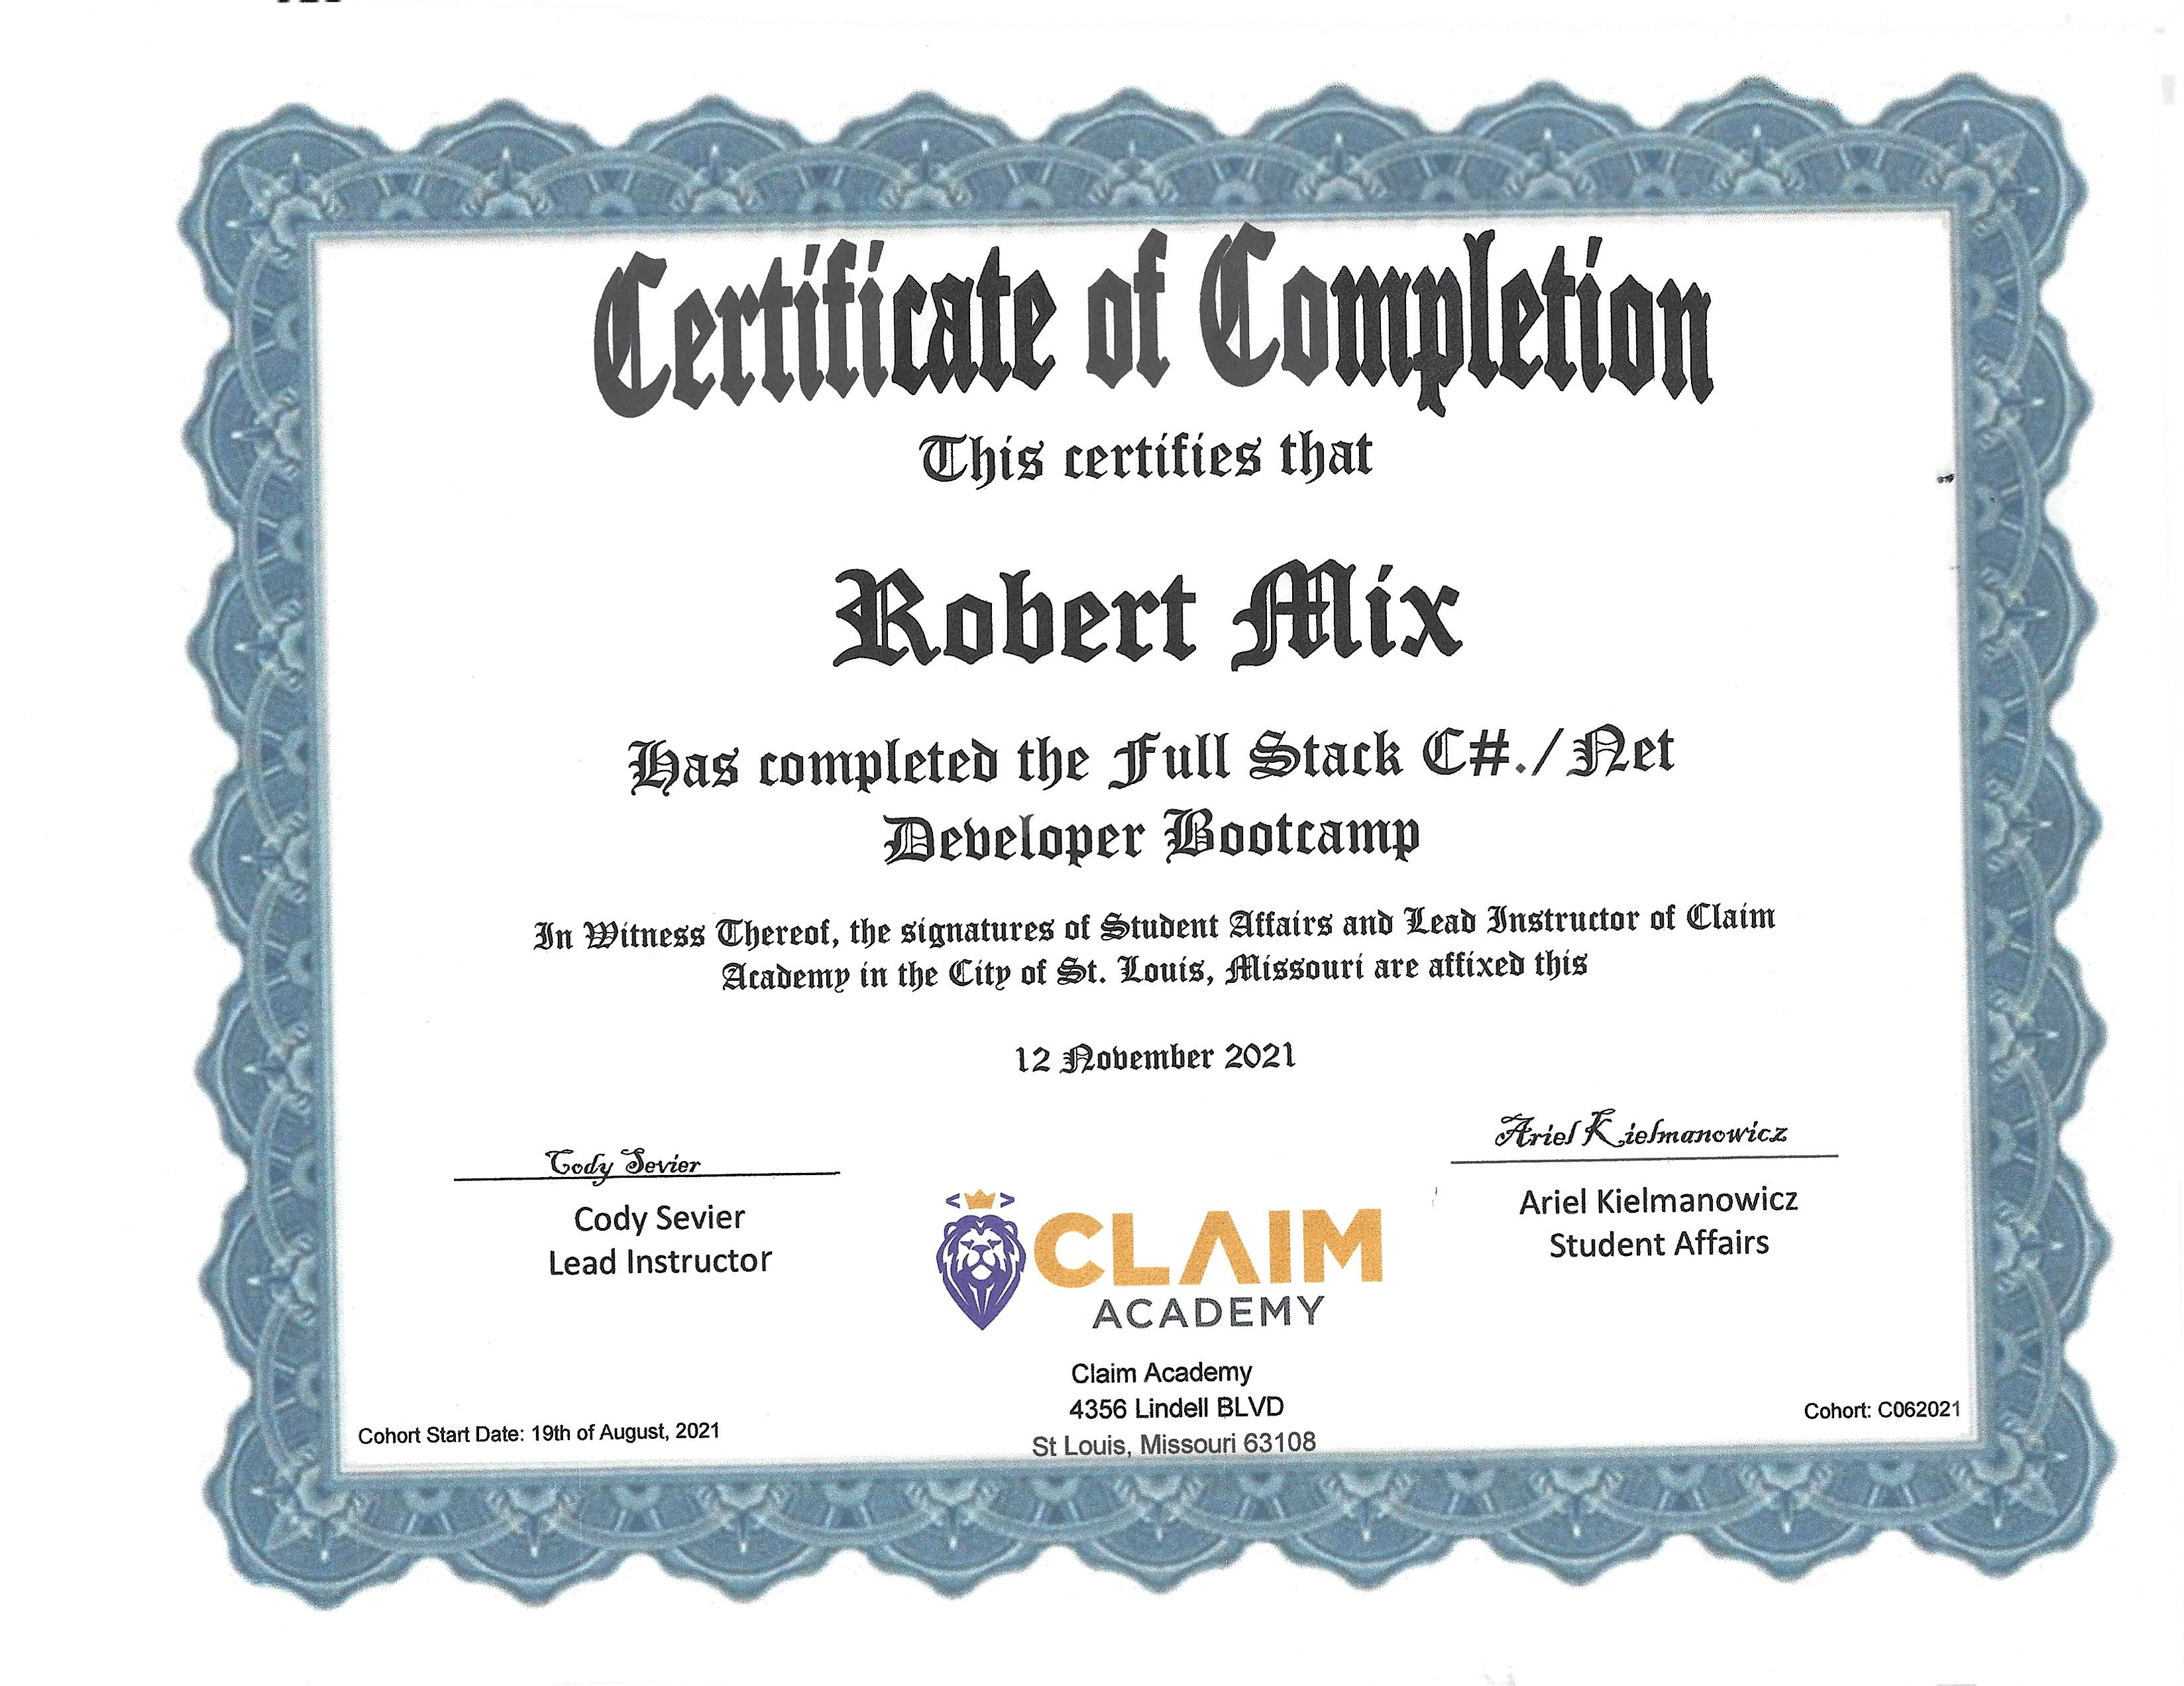 Certificate of Completion
This certifies that
Robert Mix
Has completed the Full Stack C#./Net
Developer Bootcamp
In Witness Thereof, the signatures of Student Affairs and Lead Instructor of Claim
Academy in the City of St. Louis, Missouri are affixed this
12 November 2021
Cody Sevier
Cody Sevier
Lead Instructor
Ariel Kielmanowicz
Ariel Kielmanowicz
Student Affairs
< >
CLAIM
ACADEMY
Claim Academy
4356 Lindell BLVD
St Louis, Missouri 63108
Cohort Start Date: 19th of August, 2021
Cohort: C062021